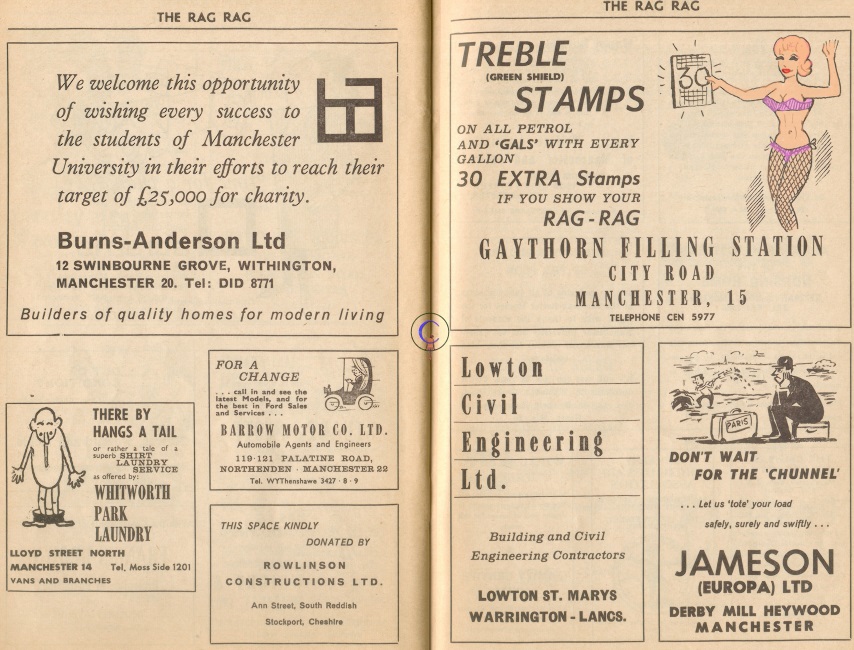 THE RAG RAG
We welcome this opportunity
of wishing every success to
the students of Manchester
University in their efforts to reach their
target of £25,000 for charity.
Burns-Anderson Ltd
12 SWINBOURNE GROVE, WITHINGTON,
MANCHESTER 20. Tel: DID 8771
Builders of quality homes for modern living
THERE BY
HANGS A TAIL
or rather a tale of a
superb SHIRT
LAUNDRY
SERVICE
as offered by:
WHITWORTH
PARK
LAUNDRY
LLOYD STREET NORTH
MANCHESTER 14 Tel. Moss Side 1201
VANS AND BRANCHES
FOR A
CHANGE
. . . call in and see the
latest Models, and for
the best in Ford Sales
and Services . . .
BARROW MOTOR CO. LTD.
Automobile Agents and Engineers
119-121 PALATINE ROAD,
NORTHENDEN · MANCHESTER 22
Tel. WYThenshawe 3427 · 8 · 9
THIS SPACE KINDLY
DONATED BY
ROWLINSON
CONSTRUCTIONS LTD.
Ann Street, South Reddish
Stockport, Cheshire
THE RAG RAG
TREBLE
(GREEN SHIELD)
STAMPS
30
ON ALL PETROL
AND 'GALS' WITH EVERY
GALLON
30 EXTRA Stamps
IF YOU SHOW YOUR
RAG-RAG
GAYTHORN FILLING STATION
CITY ROAD
MANCHESTER, 15
TELEPHONE CEN 5977
Lowton
Civil
Engineering
Ltd.
Building and Civil
Engineering Contractors
LOWTON ST. MARYS
WARRINGTON - LANCS.
PARIS
DON'T WAIT
FOR THE 'CHUNNEL'
. . . Let us 'tote' your load
safely, surely and swiftly . . .
JAMESON
(EUROPA) LTD
DERBY MILL HEYWOOD
MANCHESTER